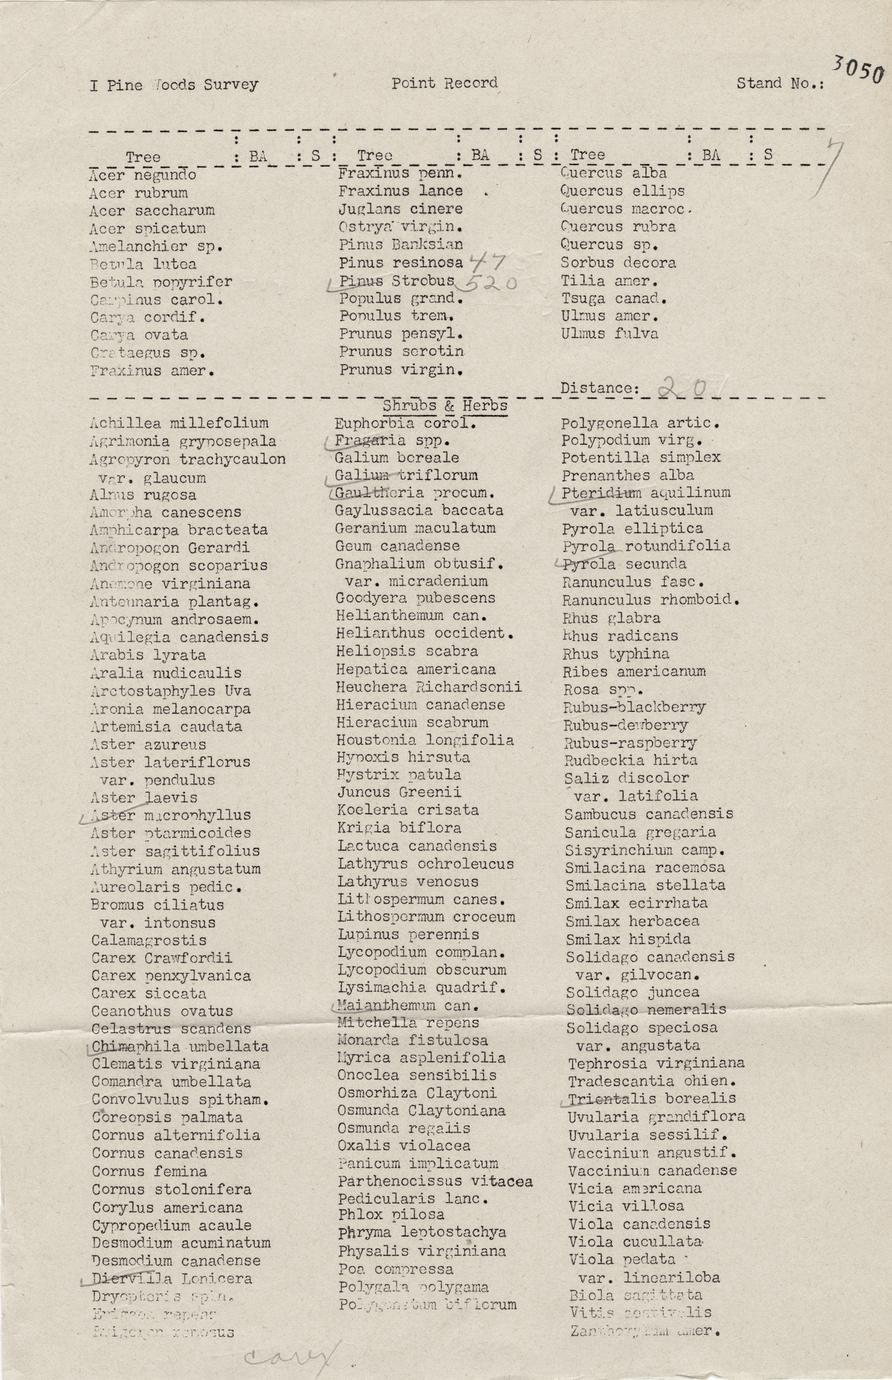 I Pine Woods Survey Point Record Stand No.: 3050
Tree : BA : S : Tree : BA : S : Tree : BA : S 7
Acer negundo
Acer rubrum
Acer saccharum
Acer spicatum
Amelanchier sp.
Betula lutea
Betula popyrifer
Carpinus carol.
Carya cordif.
Carya ovata
Crataegus sp.
Fraxinus amer.
Fraxinus penn.
Fraxinus lance
Juglans cinere
Ostrya virgin.
Pinus Banksian
Pinus resinosa 47
Pinus Strobus 520
Populus grand.
Populus trem.
Prunus pensyl.
Prunus scrotin
Prunus virgin.
Quercus alba
Quercus ellips
Quercus macroc.
Quercus rubra
Quercus sp.
Sorbus decora
Tilia amer.
Tsuga canad.
Ulmus amer.
Ulmus fulva
Distance: 20
Shrubs & Herbs
Achillea millefolium
Agrimonia gryposepala
Agropyron trachycaulon
var. glaucum
Alnus rugosa
Amorpha canescens
Amphicarpa bracteata
Andropogon Gerardi
Andropogon scoparius
Anemone virginiana
Antennaria plantag.
Apocynum androsaem.
Aquilegia canadensis
Arabis lyrata
Aralia nudicaulis
Arctostaphyles Uva
Aronia melanocarpa
Artemisia caudata
Aster azureus
Aster lateriflorus
var. pendulus
Aster laevis
Aster macrophyllus
Aster ptarmicoides
Aster sagittifolius
Athyrium angustatum
Aureolaris pedic.
Bromus ciliatus
var. intonsus
Calamagrostis
Carex Crawfordii
Carex penxylvanica
Carex siccata
Ceanothus ovatus
Celastrus scandens
Chimaphila umbellata
Clematis virginiana
Comandra umbellata
Convolvulus spitham.
Coreopsis palmata
Cornus alternifolia
Cornus canadensis
Cornus femina
Cornus stolonifera
Corylus americana
Cypropedium acaule
Desmodium acuminatum
Desmodium canadense
Diervilla Lonicera
Dryopteris spin.
Erigeon repens
Erigeron
Euphorbia corol.
Fragaria spp.
Galium boreale
Galium triflorum
Gaultheria procum.
Gaylussacia baccata
Geranium maculatum
Geum canadense
Gnaphalium obtusif.
var. micradenium
Goodyera pubescens
Helianthemum can.
Helianthus occident.
Heliopsis scabra
Hepatica americana
Heuchera Richardsonii
Hieracium canadense
Hieracium scabrum
Houstonia longifolia
Hypoxis hirsuta
Hystrix patula
Juncus Greenii
Koeleria crisata
Krigia biflora
Lactuca canadensis
Lathyrus ochroleucus
Lathyrus venosus
Lithospermum canes.
Lithospermum croceum
Lupinus perennis
Lycopodium complan.
Lycopodium obscurum
Lysimachia quadrif.
Maianthemum can.
Mitchella repens
Monarda fistulosa
Myrica asplenifolia
Onoclea sensibilis
Osmorhiza Claytoni
Osmunda Claytoniana
Osmunda regalis
Oxalis violacea
Panicum implicatum
Parthenocissus vitacea
Pedicularis lanc.
Phlox pilosa
Phryma leptostachya
Physalis virginiana
Poa compressa
Polygala polygama
Polygonatum biflorum
Polygonella artic.
Polypodium virg.
Potentilla simplex
Prenanthes alba
Pteridium aquilinum
var. latiusculum
Pyrola elliptica
Pyrola rotundifolia
Pyrola secunda
Ranunculus fasc.
Ranunculus rhomboid.
Rhus glabra
Rhus radicans
Rhus typhina
Ribes americanum
Rosa spp.
Rubus-blackberry
Rubus-dewberry
Rubus-raspberry
Rudbeckia hirta
Saliz discolor
var. latifolia
Sambucus canadensis
Sanicula gregaria
Sisyrinchium camp.
Smilacina racemosa
Smilacina stellata
Smilax ecirrhata
Smilax herbacea
Smilax hispida
Solidago canadensis
var. gilvocan.
Solidago juncea
Solidago nemeralis
Solidago speciosa
var. angustata
Tephrosia virginiana
Tradescantia ohien.
Trientalis borealis
Uvularia grandiflora
Uvularia sessilif.
Vaccinium angustif.
Vaccinium canadense
Vicia americana
Vicia villosa
Viola canadensis
Viola cucullata
Viola pedata
var. lineariloba
Biola sagittata
Vitis aestivalis
Zanthoxylum amer.
carex